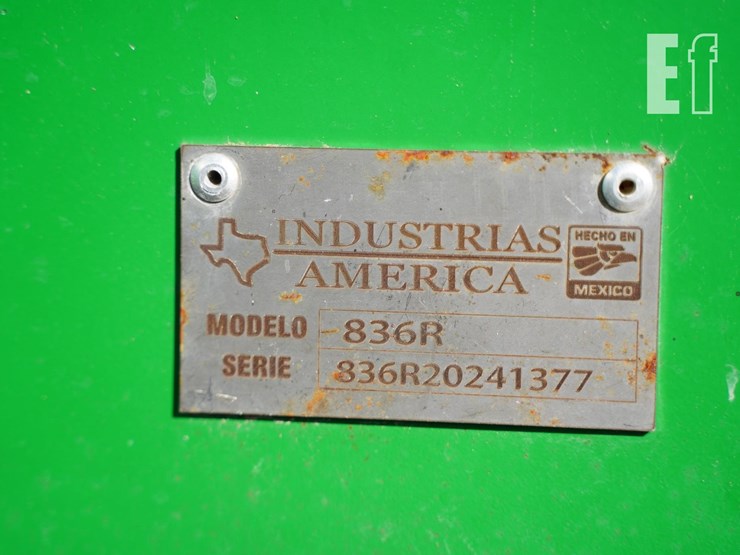 Ef
INDUSTRIAS
AMERICA
HECHO EN
MEXICO
MODELO 836R
SERIE 836R20241377